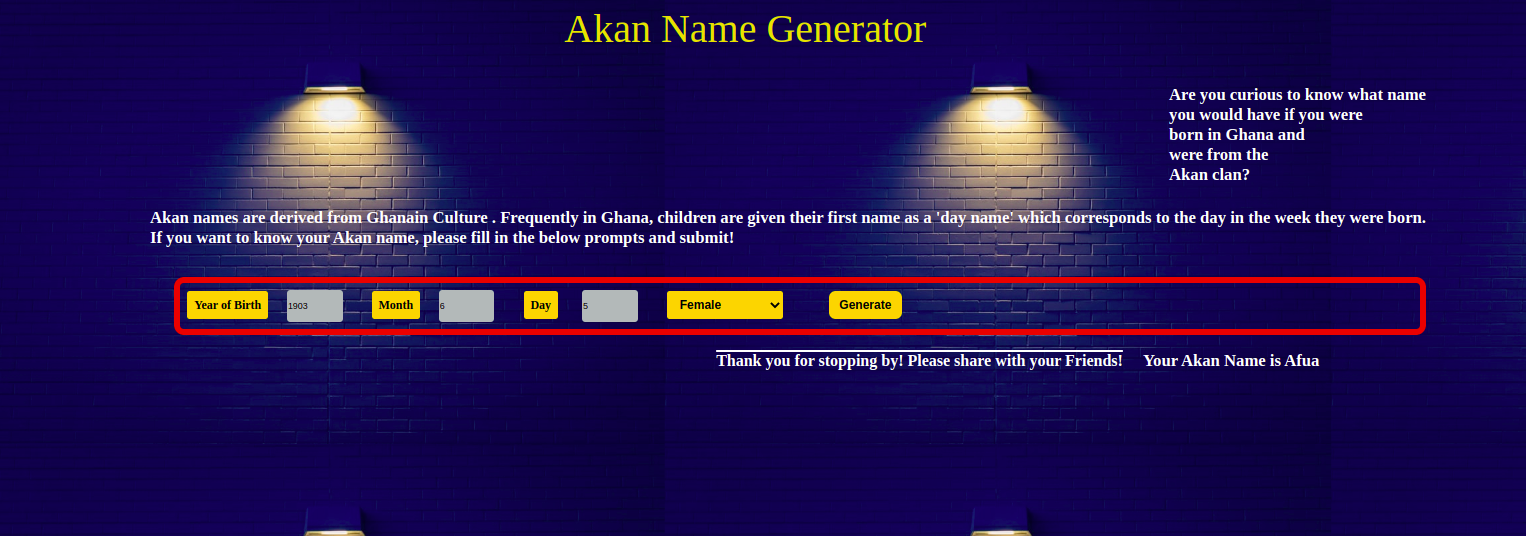 Akan Name Generator
Are you curious to know what name
you would have if you were
born in Ghana and
were from the
Akan clan?
Akan names are derived from Ghanain Culture . Frequently in Ghana, children are given their first name as a 'day name' which corresponds to the day in the week they were born.
If you want to know your Akan name, please fill in the below prompts and submit!
Year of Birth 1903 Month 6 Day 5 Female Generate
Thank you for stopping by! Please share with your Friends! Your Akan Name is Afua